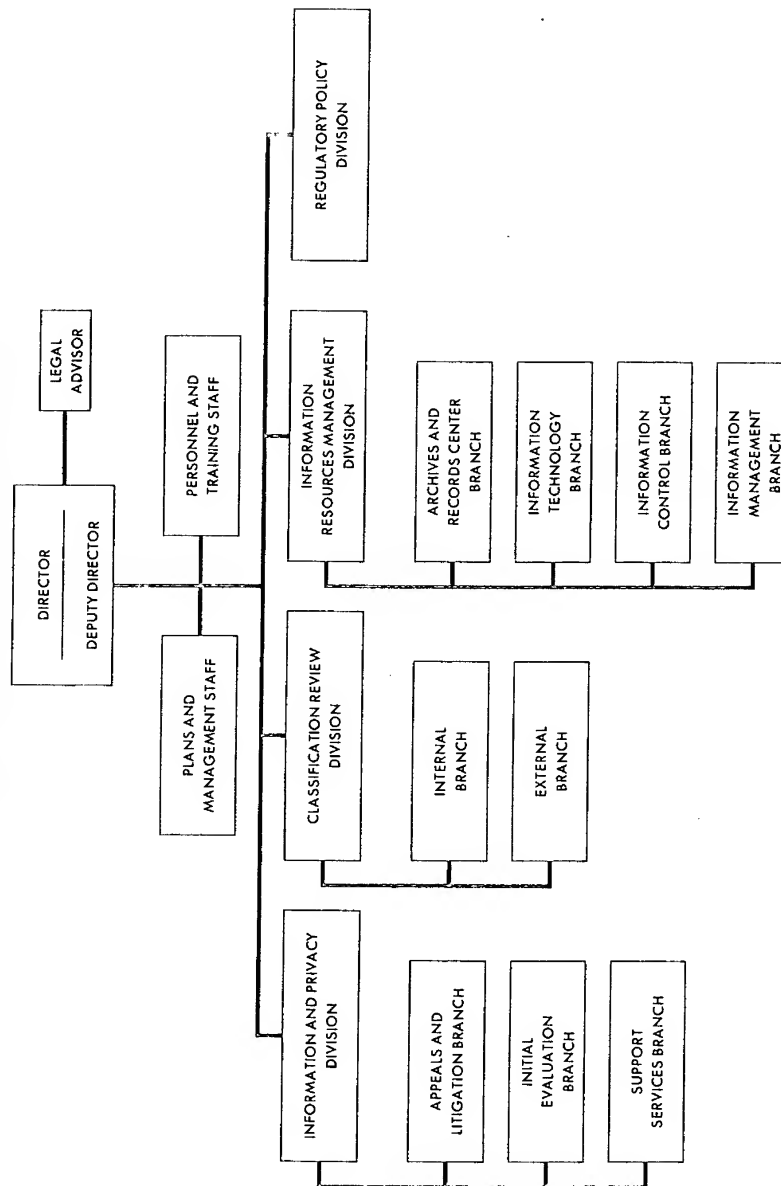 DIRECTOR
DEPUTY DIRECTOR
LEGAL
ADVISOR
PLANS AND
MANAGEMENT STAFF
PERSONNEL AND
TRAINING STAFF
INFORMATION AND PRIVACY
DIVISION
APPEALS AND
LITIGATION BRANCH
INITIAL
EVALUATION
BRANCH
SUPPORT
SERVICES BRANCH
CLASSIFICATION REVIEW
DIVISION
INTERNAL
BRANCH
EXTERNAL
BRANCH
INFORMATION
RESOURCES MANAGEMENT
DIVISION
ARCHIVES AND
RECORDS CENTER
BRANCH
INFORMATION
TECHNOLOGY
BRANCH
INFORMATION
CONTROL BRANCH
INFORMATION
MANAGEMENT
BRANCH
REGULATORY POLICY
DIVISION